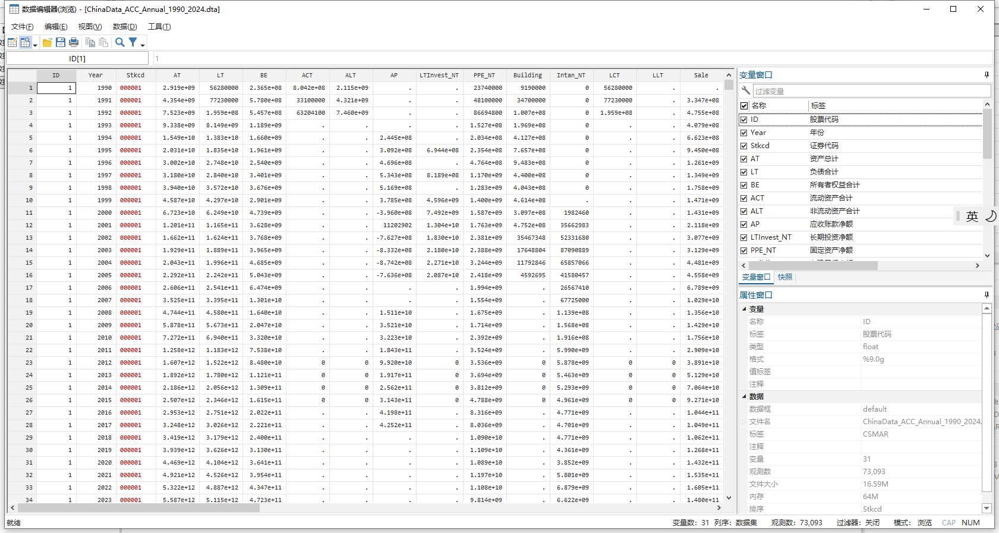 数据编辑器(浏览) - [ChinaData_ACC_Annual_1990_2024.dta]
文件(F) 编辑(E) 视图(V) 数据(D) 工具(T)
ID[1] 1
ID Year Stkcd AT LT BE ACT ALT AP LTInvest_NT PPE_NT Building Intan_NT LCT LLT Sale
1 1 1990 000001 2.919e+09 56280000 2.365e+08 8.042e+08 2.115e+09 . . 23740000 9190000 0 56280000 . .
2 1 1991 000001 4.354e+09 77230000 5.780e+08 33100000 4.321e+09 . . 48100000 34700000 0 77230000 . 3.347e+08
3 1 1992 000001 7.523e+09 1.959e+08 5.457e+08 63204100 7.460e+09 . . 86694800 1.007e+08 0 1.959e+08 . 4.755e+08
4 1 1993 000001 9.338e+09 8.149e+09 1.189e+09 . . . . 1.527e+08 1.969e+08 0 . . 4.079e+08
5 1 1994 000001 1.549e+10 1.383e+10 1.660e+09 . . 2.445e+08 . 2.034e+08 4.127e+08 0 . . 6.623e+08
6 1 1995 000001 2.031e+10 1.835e+10 1.961e+09 . . 3.092e+08 6.944e+08 2.354e+08 7.657e+08 0 . . 9.450e+08
7 1 1996 000001 3.002e+10 2.748e+10 2.540e+09 . . 4.696e+08 . 4.764e+08 9.483e+08 0 . . 1.261e+09
8 1 1997 000001 3.180e+10 2.840e+10 3.401e+09 . . 5.343e+08 8.189e+08 1.170e+09 4.400e+08 0 . . 1.349e+09
9 1 1998 000001 3.940e+10 3.572e+10 3.676e+09 . . 5.169e+08 . 1.283e+09 4.043e+08 0 . . 1.758e+09
10 1 1999 000001 4.587e+10 4.297e+10 2.901e+09 . . 3.785e+08 4.596e+09 1.400e+09 4.614e+08 . . . 1.471e+09
11 1 2000 000001 6.723e+10 6.249e+10 4.739e+09 . . -3.960e+08 7.492e+09 1.587e+09 3.097e+08 1982460 . . 1.431e+09
12 1 2001 000001 1.201e+11 1.165e+11 3.628e+09 . . 11202902 1.304e+10 1.763e+09 4.752e+08 35662983 . . 2.118e+09
13 1 2002 000001 1.662e+11 1.624e+11 3.768e+09 . . -7.627e+08 1.830e+10 2.381e+09 35467348 52331680 . . 3.077e+09
14 1 2003 000001 1.929e+11 1.889e+11 3.965e+09 . . -8.332e+08 2.180e+10 2.388e+09 17648804 87090889 . . 3.129e+09
15 1 2004 000001 2.043e+11 1.996e+11 4.685e+09 . . -8.742e+08 2.271e+10 3.244e+09 11792846 65857066 . . 4.481e+09
16 1 2005 000001 2.292e+11 2.242e+11 5.043e+09 . . -7.636e+08 2.087e+10 2.418e+09 4592695 41580457 . . 4.558e+09
17 1 2006 000001 2.606e+11 2.541e+11 6.474e+09 . . . . 1.994e+09 . 26567410 . . 6.789e+09
18 1 2007 000001 3.525e+11 3.395e+11 1.301e+10 . . . . 1.554e+09 . 67725000 . . 1.029e+10
19 1 2008 000001 4.744e+11 4.580e+11 1.640e+10 . . 1.511e+10 . 1.675e+09 . 1.139e+08 . . 1.356e+10
20 1 2009 000001 5.878e+11 5.673e+11 2.047e+10 . . 3.521e+10 . 1.714e+09 . 1.568e+08 . . 1.429e+10
21 1 2010 000001 7.272e+11 6.940e+11 3.320e+10 . . 3.223e+10 . 2.392e+09 . 1.916e+08 . . 1.756e+10
22 1 2011 000001 1.258e+12 1.183e+12 7.538e+10 . . 1.843e+11 . 3.524e+09 . 5.990e+09 . . 2.909e+10
23 1 2012 000001 1.607e+12 1.522e+12 8.480e+10 0 0 9.920e+10 0 3.536e+09 0 5.878e+09 0 0 3.891e+10
24 1 2013 000001 1.892e+12 1.780e+12 1.121e+11 0 0 1.917e+11 0 3.694e+09 0 5.463e+09 0 0 5.129e+10
25 1 2014 000001 2.186e+12 2.056e+12 1.309e+11 0 0 2.562e+11 0 3.812e+09 0 5.293e+09 0 0 7.064e+10
26 1 2015 000001 2.507e+12 2.346e+12 1.615e+11 0 0 3.143e+11 0 4.788e+09 0 4.961e+09 0 0 9.271e+10
27 1 2016 000001 2.953e+12 2.751e+12 2.022e+11 . . 4.198e+11 . 8.316e+09 . 4.771e+09 . . 1.044e+11
28 1 2017 000001 3.248e+12 3.026e+12 2.221e+11 . . 4.252e+11 . 8.036e+09 . 4.701e+09 . . 1.049e+11
29 1 2018 000001 3.419e+12 3.179e+12 2.400e+11 . . . . 1.090e+10 . 4.771e+09 . . 1.062e+11
30 1 2019 000001 3.939e+12 3.626e+12 3.130e+11 . . . . 1.109e+10 . 4.361e+09 . . 1.268e+11
31 1 2020 000001 4.469e+12 4.104e+12 3.641e+11 . . . . 1.089e+10 . 3.852e+09 . . 1.432e+11
32 1 2021 000001 4.921e+12 4.526e+12 3.954e+11 . . . . 1.197e+10 . 5.801e+09 . . 1.535e+11
33 1 2022 000001 5.322e+12 4.887e+12 4.347e+11 . . . . 1.108e+10 . 6.879e+09 . . 1.605e+11
34 1 2023 000001 5.587e+12 5.115e+12 4.723e+11 . . . . 9.814e+09 . 6.622e+09 . . 1.480e+11
变量窗口
过滤变量
名称 标签
ID 股票代码
Year 年份
Stkcd 证券代码
AT 资产总计
LT 负债合计
BE 所有者权益合计
ACT 流动资产合计
ALT 非流动资产合计
AP 应收账款净额
LTInvest_NT 长期投资净额
PPE_NT 固定资产净额
英
变量窗口 快照
属性窗口
变量
名称 ID
标签 股票代码
类型 float
格式 %9.0g
值标签
注释
数据
数据框 default
文件名 ChinaData_ACC_Annual_1990_2024.
标签 CSMAR
注释
变量 31
观测数 73,093
文件大小 16.59M
内存 64M
排序 Stkcd
就绪 变量数: 31 列序: 数据集 观测数: 73,093 过滤器: 关闭 模式: 浏览 CAP NUM